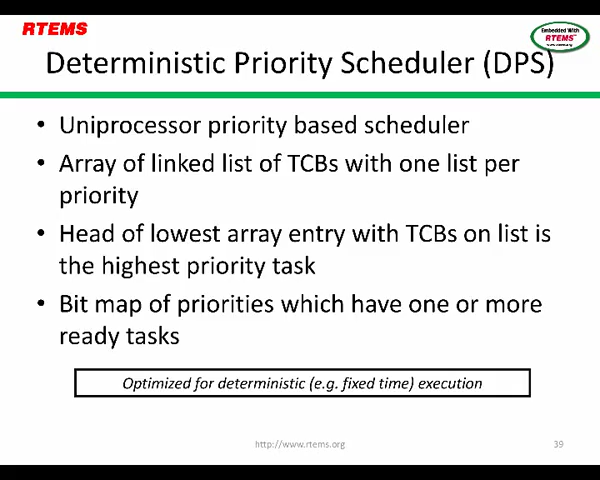 RTEMS
Embedded With
RTEMS
www.rtems.org
Deterministic Priority Scheduler (DPS)
• Uniprocessor priority based scheduler
• Array of linked list of TCBs with one list per
priority
• Head of lowest array entry with TCBs on list is
the highest priority task
• Bit map of priorities which have one or more
ready tasks
Optimized for deterministic (e.g. fixed time) execution
http://www.rtems.org
39